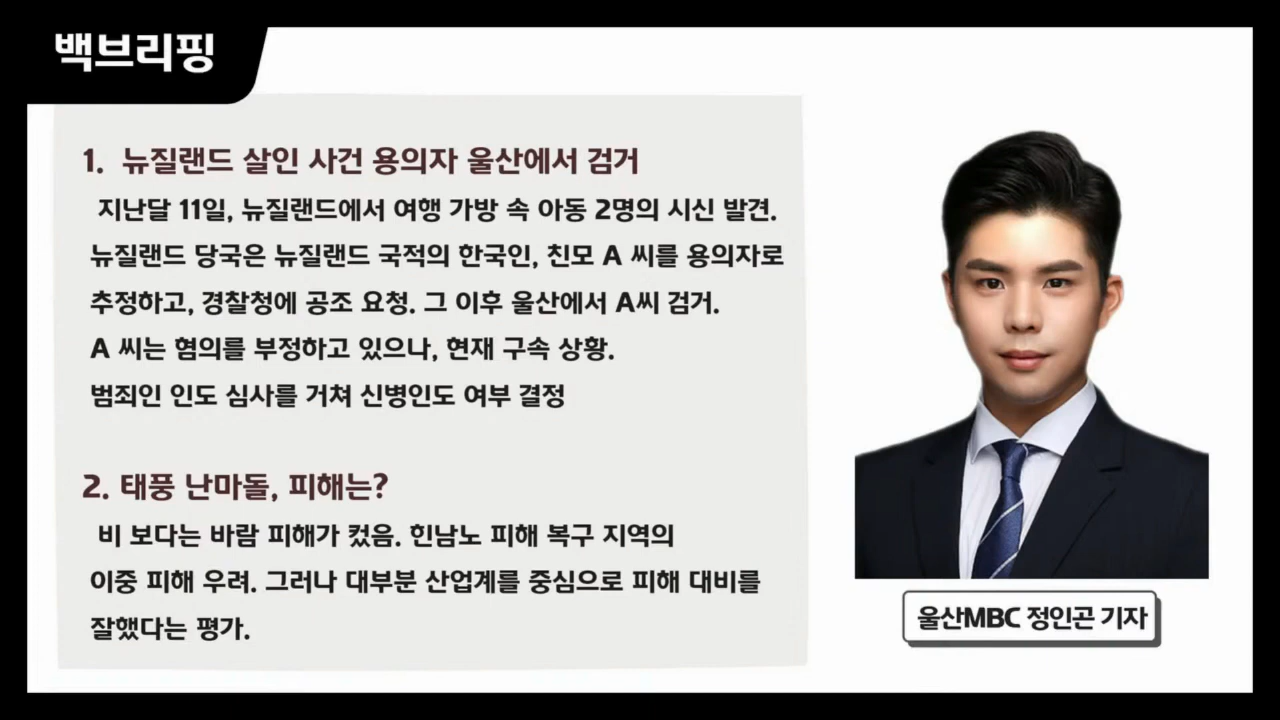 백브리핑
1. 뉴질랜드 살인 사건 용의자 울산에서 검거
지난달 11일, 뉴질랜드에서 여행 가방 속 아동 2명의 시신 발견.
뉴질랜드 당국은 뉴질랜드 국적의 한국인, 친모 A 씨를 용의자로
추정하고, 경찰청에 공조 요청. 그 이후 울산에서 A씨 검거.
A 씨는 혐의를 부정하고 있으나, 현재 구속 상황.
범죄인 인도 심사를 거쳐 신병인도 여부 결정
2. 태풍 난마돌, 피해는?
비 보다는 바람 피해가 컸음. 힌남노 피해 복구 지역의
이중 피해 우려. 그러나 대부분 산업계를 중심으로 피해 대비를
잘했다는 평가.
울산MBC 정인곤 기자